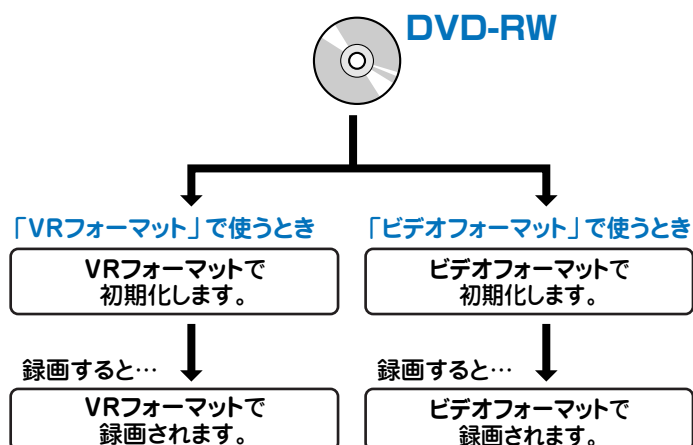 DVD-RW
「VRフォーマット」で使うとき
VRフォーマットで
初期化します。
録画すると…
VRフォーマットで
録画されます。
「ビデオフォーマット」で使うとき
ビデオフォーマットで
初期化します。
録画すると…
ビデオフォーマットで
録画されます。